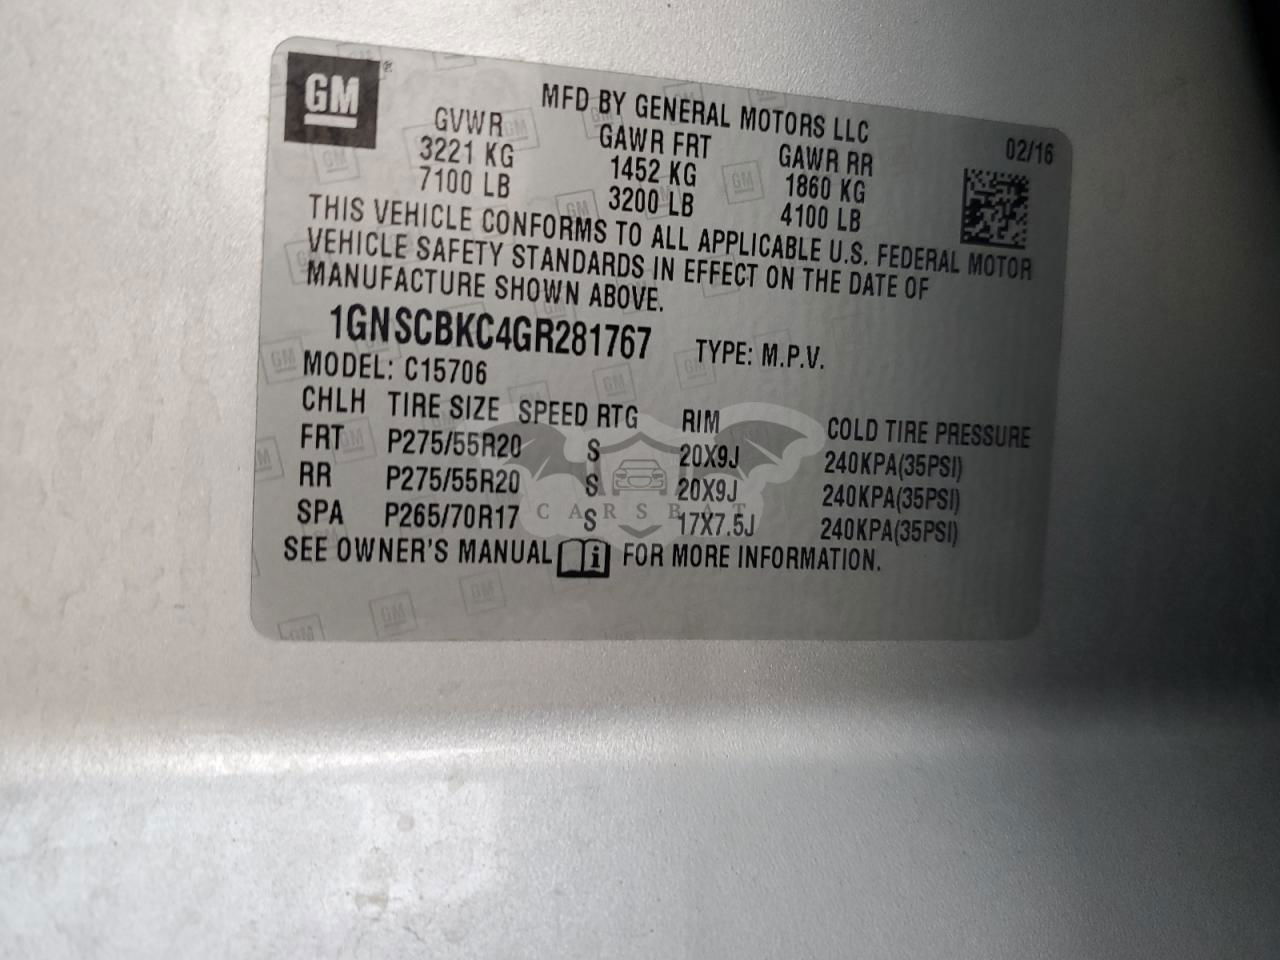 GM
MFD BY GENERAL MOTORS LLC
02/16
GVWR GAWR FRT GAWR RR
3221 KG 1452 KG 1860 KG
7100 LB 3200 LB 4100 LB
THIS VEHICLE CONFORMS TO ALL APPLICABLE U.S. FEDERAL MOTOR
VEHICLE SAFETY STANDARDS IN EFFECT ON THE DATE OF
MANUFACTURE SHOWN ABOVE.
1GNSCBKC4GR281767 TYPE: M.P.V.
MODEL: C15706
CHLH TIRE SIZE SPEED RTG RIM COLD TIRE PRESSURE
FRT P275/55R20 S 20X9J 240KPA(35PSI)
RR P275/55R20 S 20X9J 240KPA(35PSI)
SPA P265/70R17 S 17X7.5J 240KPA(35PSI)
CARSBAT
SEE OWNER'S MANUAL i FOR MORE INFORMATION.